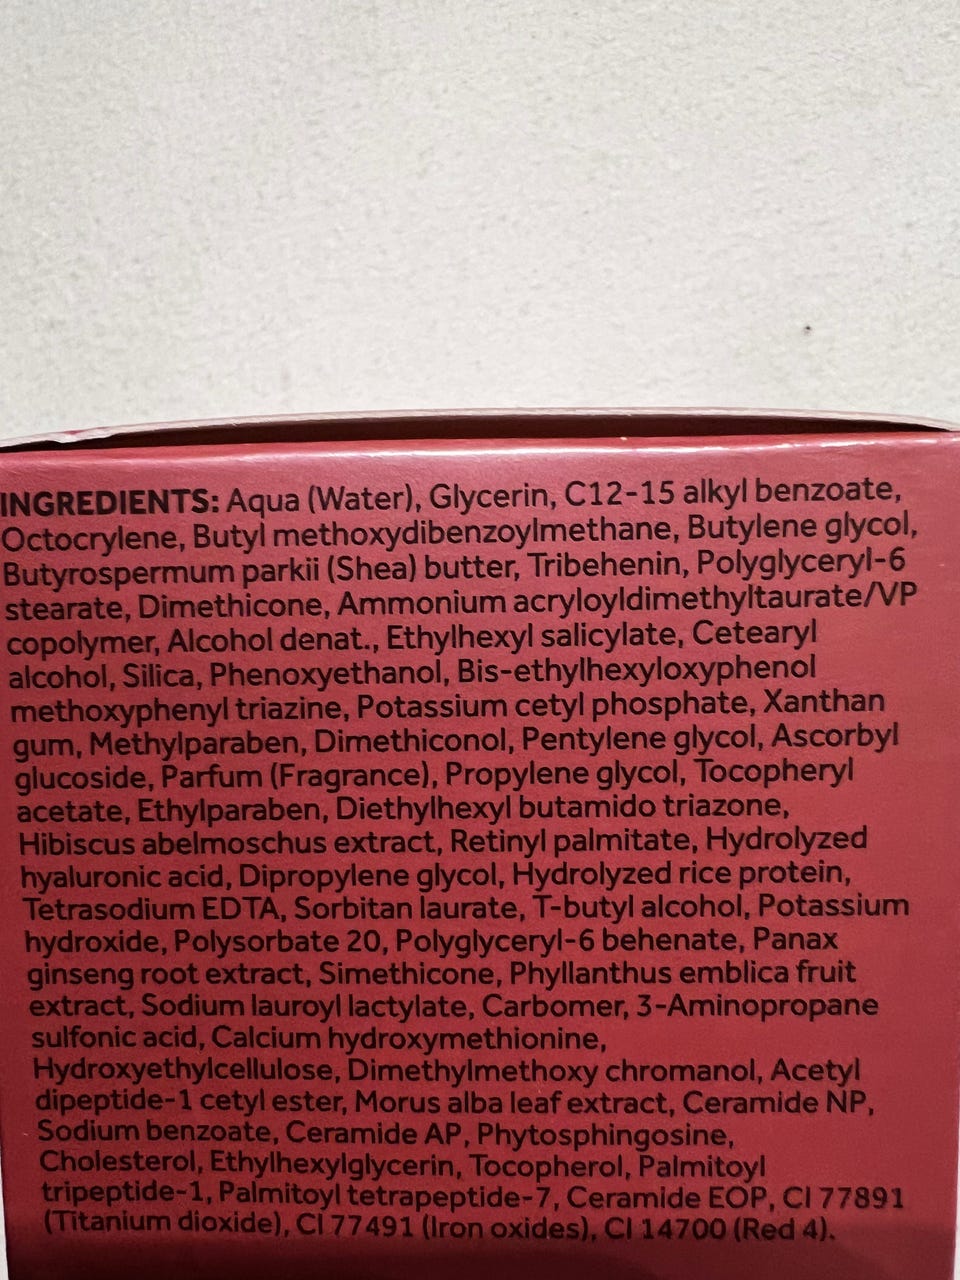 INGREDIENTS: Aqua (Water), Glycerin, C12-15 alkyl benzoate,
Octocrylene, Butyl methoxydibenzoylmethane, Butylene glycol,
Butyrospermum parkii (Shea) butter, Tribehenin, Polyglyceryl-6
stearate, Dimethicone, Ammonium acryloyldimethyltaurate/VP
copolymer, Alcohol denat., Ethylhexyl salicylate, Cetearyl
alcohol, Silica, Phenoxyethanol, Bis-ethylhexyloxyphenol
methoxyphenyl triazine, Potassium cetyl phosphate, Xanthan
gum, Methylparaben, Dimethiconol, Pentylene glycol, Ascorbyl
glucoside, Parfum (Fragrance), Propylene glycol, Tocopheryl
acetate, Ethylparaben, Diethylhexyl butamido triazone,
Hibiscus abelmoschus extract, Retinyl palmitate, Hydrolyzed
hyaluronic acid, Dipropylene glycol, Hydrolyzed rice protein,
Tetrasodium EDTA, Sorbitan laurate, T-butyl alcohol, Potassium
hydroxide, Polysorbate 20, Polyglyceryl-6 behenate, Panax
ginseng root extract, Simethicone, Phyllanthus emblica fruit
extract, Sodium lauroyl lactylate, Carbomer, 3-Aminopropane
sulfonic acid, Calcium hydroxymethionine,
Hydroxyethylcellulose, Dimethylmethoxy chromanol, Acetyl
dipeptide-1 cetyl ester, Morus alba leaf extract, Ceramide NP,
Sodium benzoate, Ceramide AP, Phytosphingosine,
Cholesterol, Ethylhexylglycerin, Tocopherol, Palmitoyl
tripeptide-1, Palmitoyl tetrapeptide-7, Ceramide EOP, CI 77891
(Titanium dioxide), CI 77491 (Iron oxides), CI 14700 (Red 4).